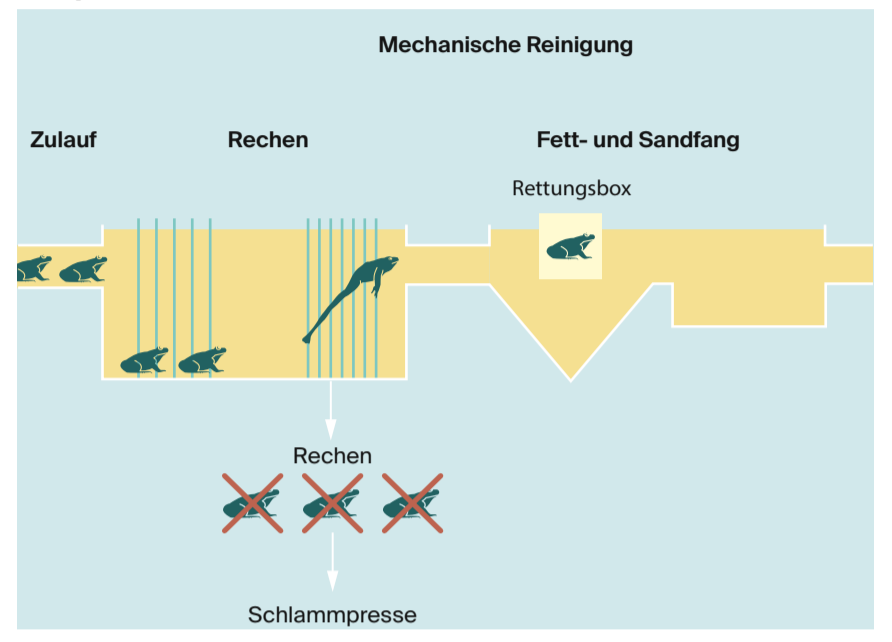 Mechanische Reinigung
Zulauf
Rechen
Fett- und Sandfang
Rettungsbox
Rechen
Schlammpresse